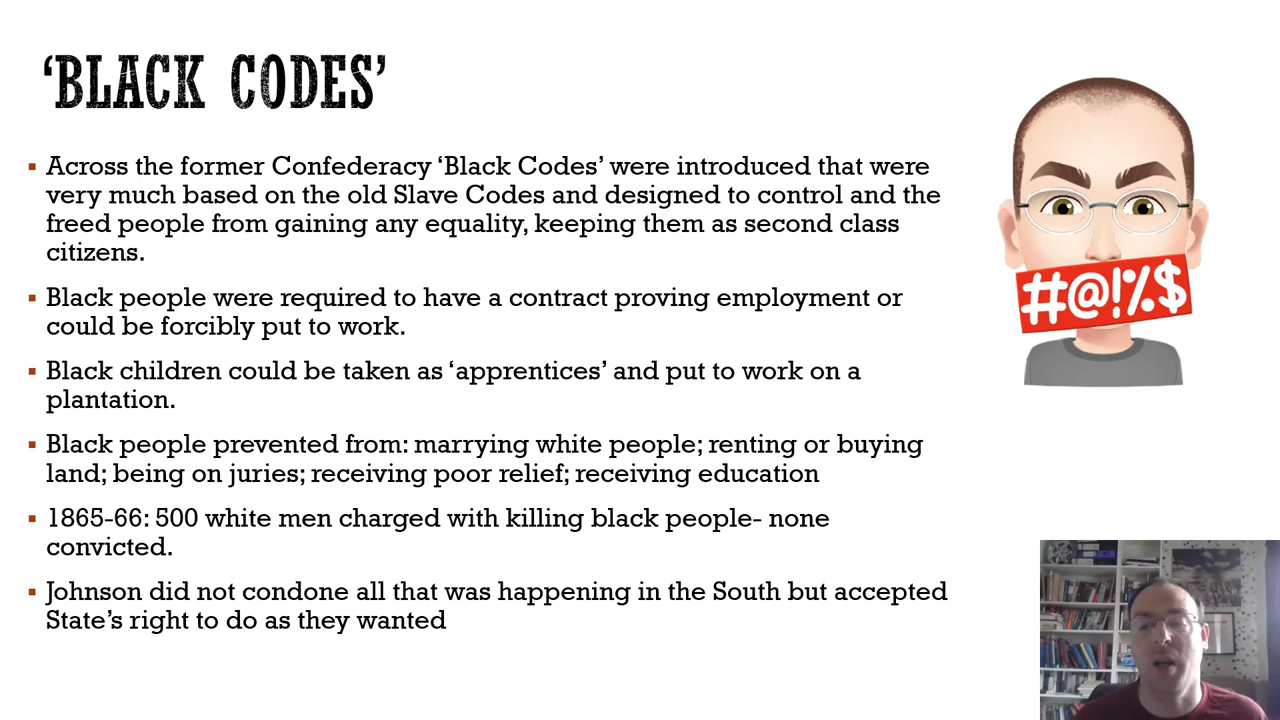 ‘BLACK CODES’
▪ Across the former Confederacy ‘Black Codes’ were introduced that were
very much based on the old Slave Codes and designed to control and the
freed people from gaining any equality, keeping them as second class
citizens.
▪ Black people were required to have a contract proving employment or
could be forcibly put to work.
▪ Black children could be taken as ‘apprentices’ and put to work on a
plantation.
▪ Black people prevented from: marrying white people; renting or buying
land; being on juries; receiving poor relief; receiving education
▪ 1865-66: 500 white men charged with killing black people- none
convicted.
▪ Johnson did not condone all that was happening in the South but accepted
State’s right to do as they wanted
#@!%$